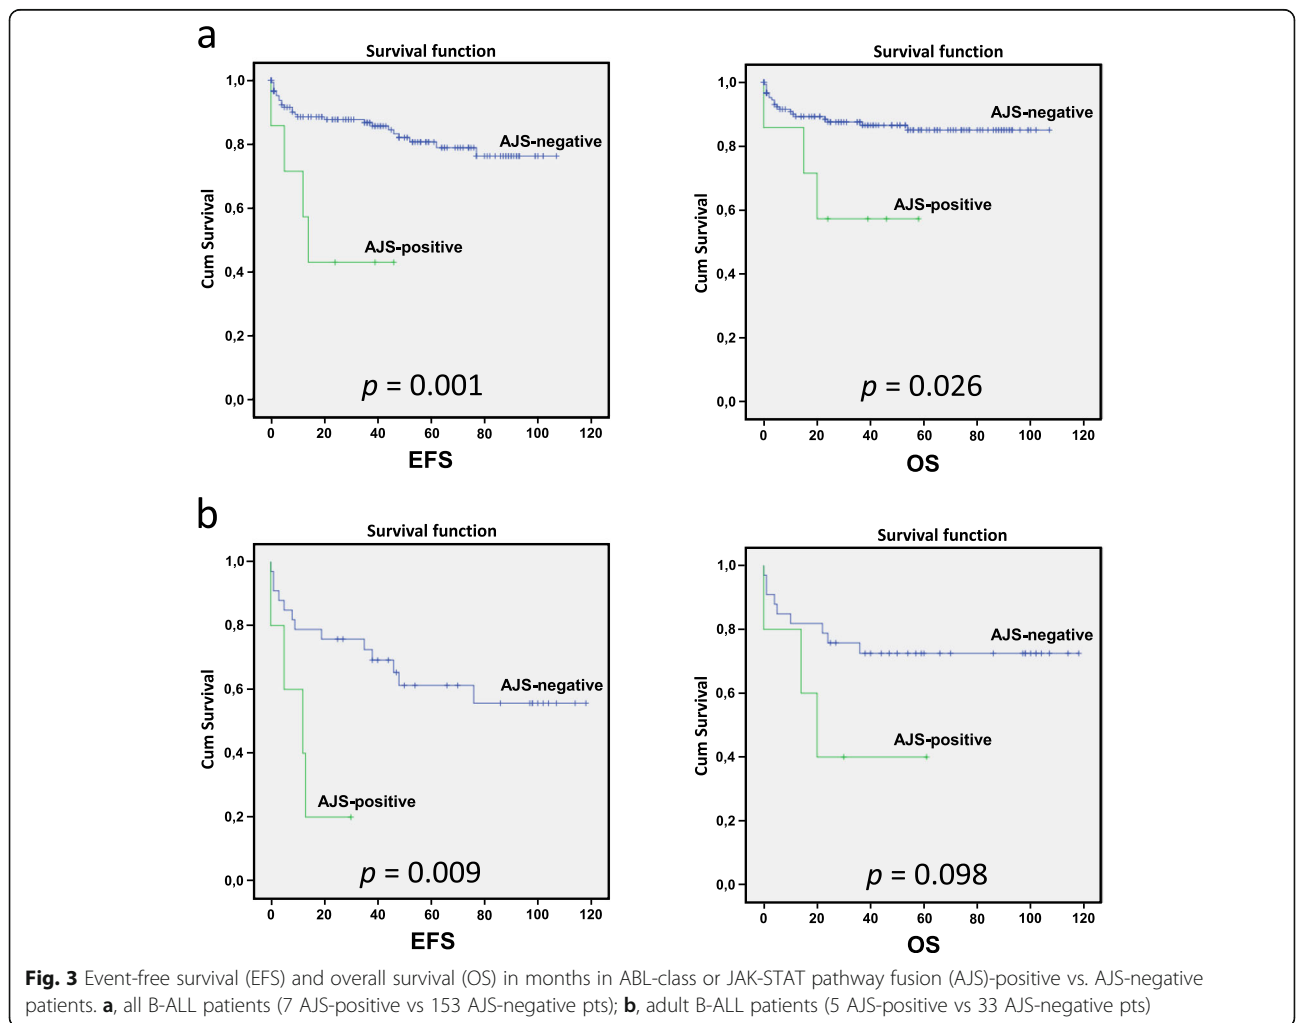 a
Survival function
1,0
0,8
0,6
0,4
0,2
0,0
Cum Survival
AJS-negative
AJS-positive
p = 0.001
0 20 40 60 80 100 120
EFS
Survival function
1,0
0,8
0,6
0,4
0,2
0,0
Cum Survival
AJS-negative
AJS-positive
p = 0.026
0 20 40 60 80 100 120
OS
b
Survival function
1,0
0,8
0,6
0,4
0,2
0,0
Cum Survival
AJS-negative
AJS-positive
p = 0.009
0 20 40 60 80 100 120
EFS
Survival function
1,0
0,8
0,6
0,4
0,2
0,0
Cum Survival
AJS-negative
AJS-positive
p = 0.098
0 20 40 60 80 100 120
OS
Fig. 3 Event-free survival (EFS) and overall survival (OS) in months in ABL-class or JAK-STAT pathway fusion (AJS)-positive vs. AJS-negative
patients. a, all B-ALL patients (7 AJS-positive vs 153 AJS-negative pts); b, adult B-ALL patients (5 AJS-positive vs 33 AJS-negative pts)